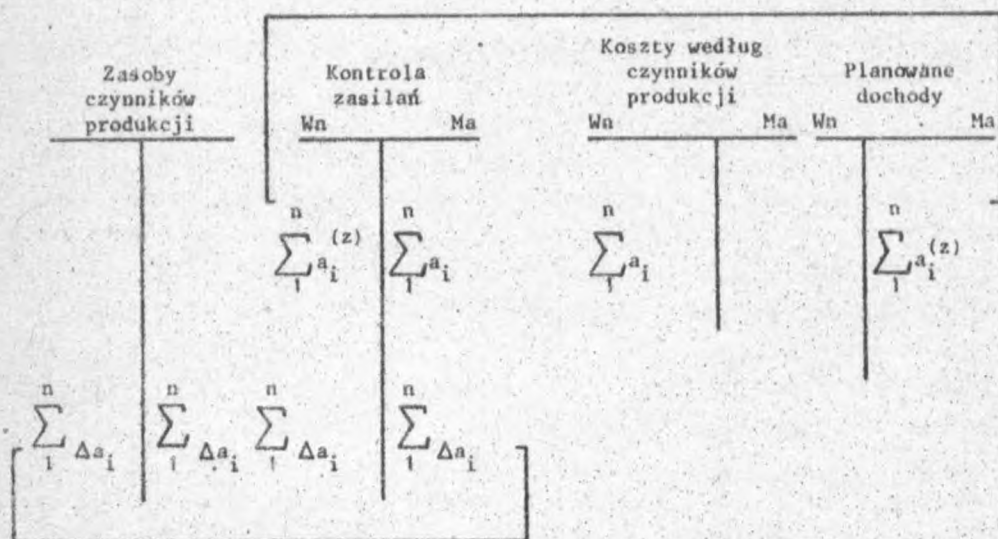 Zasoby
czynników
produkcji
Kontrola
zasilań
Wn Ma
Koszty według
czynników
produkcji
Wn Ma
Planowane
dochody
Wn Ma
n
∑ a_i^(z)
1
n
∑ a_i
1
n
∑ a_i
1
n
∑ a_i^(z)
1
n
∑ Δa_i
1
n
∑ Δa_i
1
n
∑ Δa_i
1
n
∑ Δa_i
1